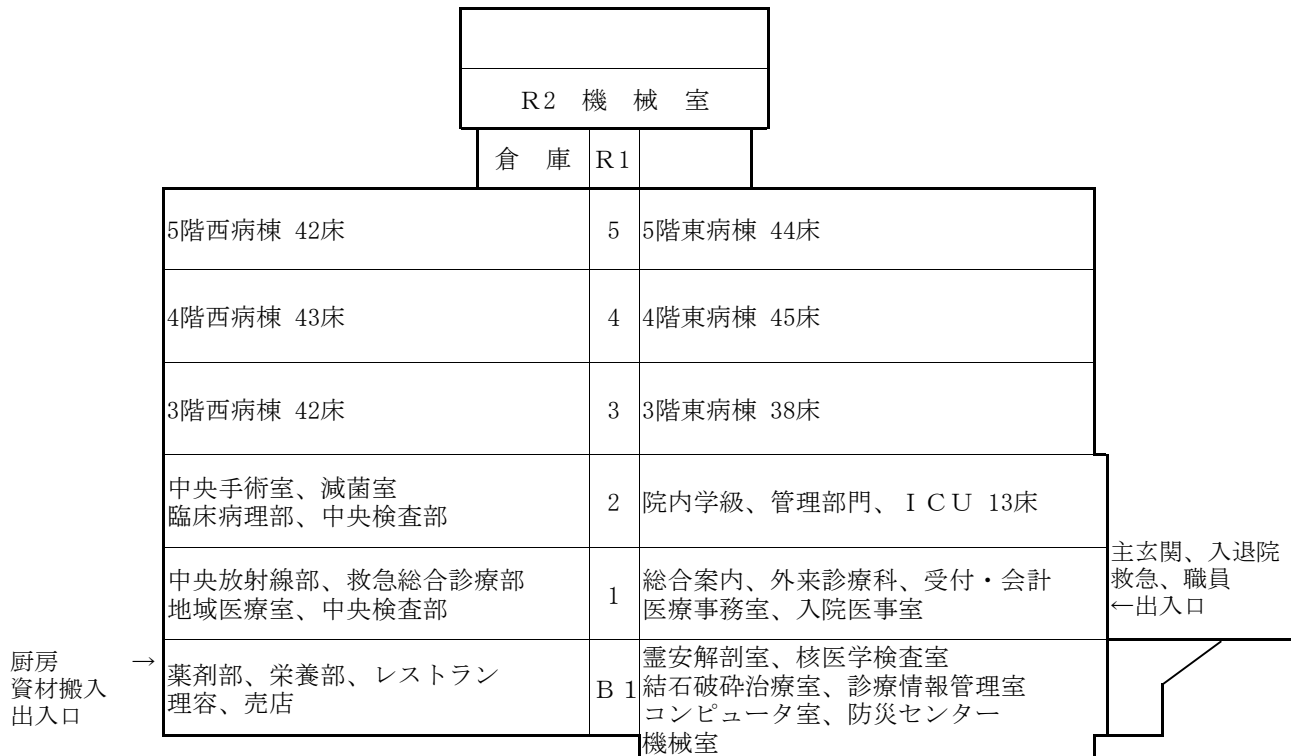 R2 機 械 室
倉 庫 R1
5階西病棟 42床 5 5階東病棟 44床
4階西病棟 43床 4 4階東病棟 45床
3階西病棟 42床 3 3階東病棟 38床
中央手術室、減菌室
臨床病理部、中央検査部
2 院内学級、管理部門、ICU 13床
中央放射線部、救急総合診療部
地域医療室、中央検査部
1
総合案内、外来診療科、受付・会計
医療事務室、入院医事室
主玄関、入退院
救急、職員
←出入口
厨房 →
資材搬入
出入口
薬剤部、栄養部、レストラン
理容、売店
B1
霊安解剖室、核医学検査室
結石破砕治療室、診療情報管理室
コンピュータ室、防災センター
機械室